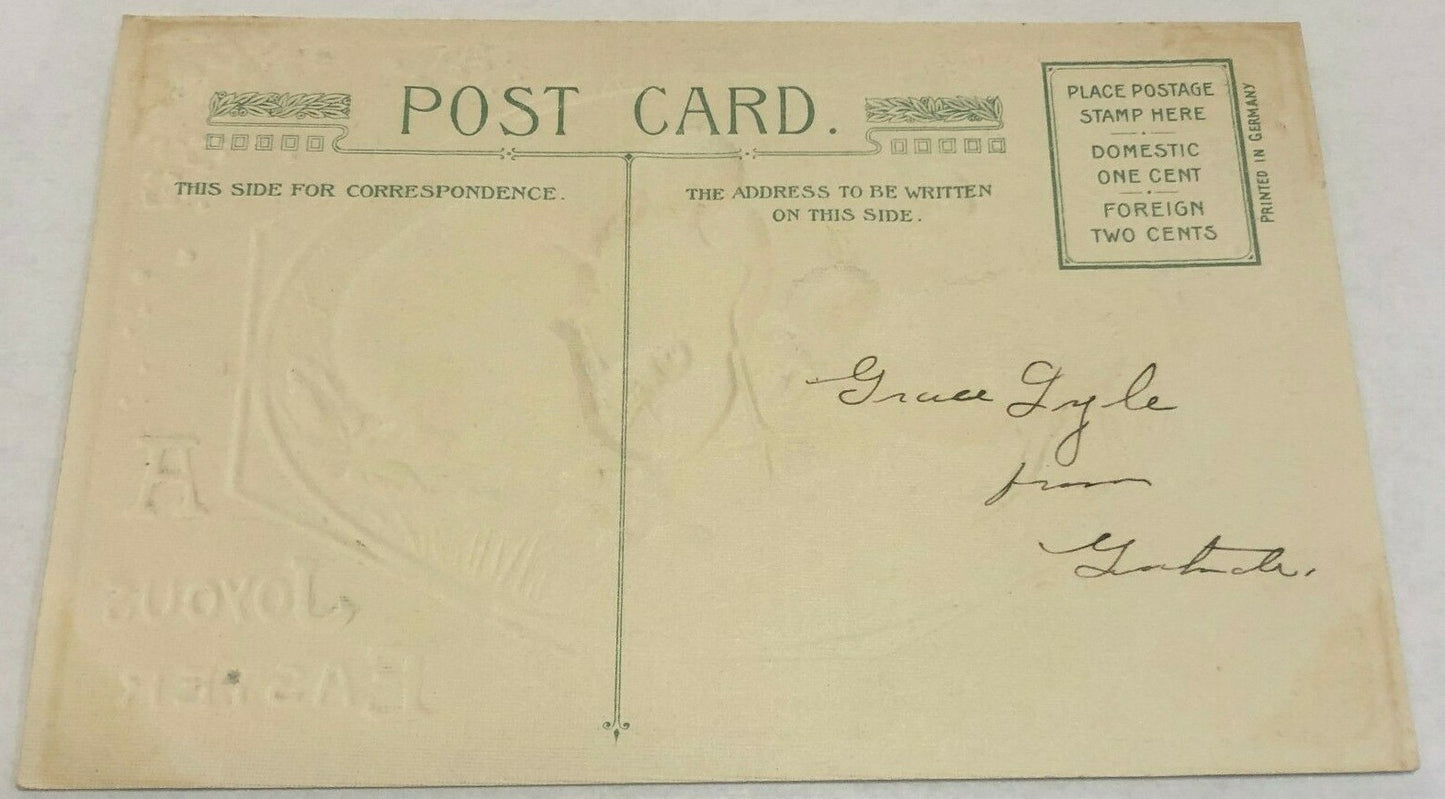 POST CARD.
THIS SIDE FOR CORRESPONDENCE.
THE ADDRESS TO BE WRITTEN
ON THIS SIDE.
PLACE POSTAGE
STAMP HERE
DOMESTIC
ONE CENT
FOREIGN
TWO CENTS
PRINTED IN GERMANY
Grace Lyle
from
Gertrude.
A
JOYOUS
EASTER